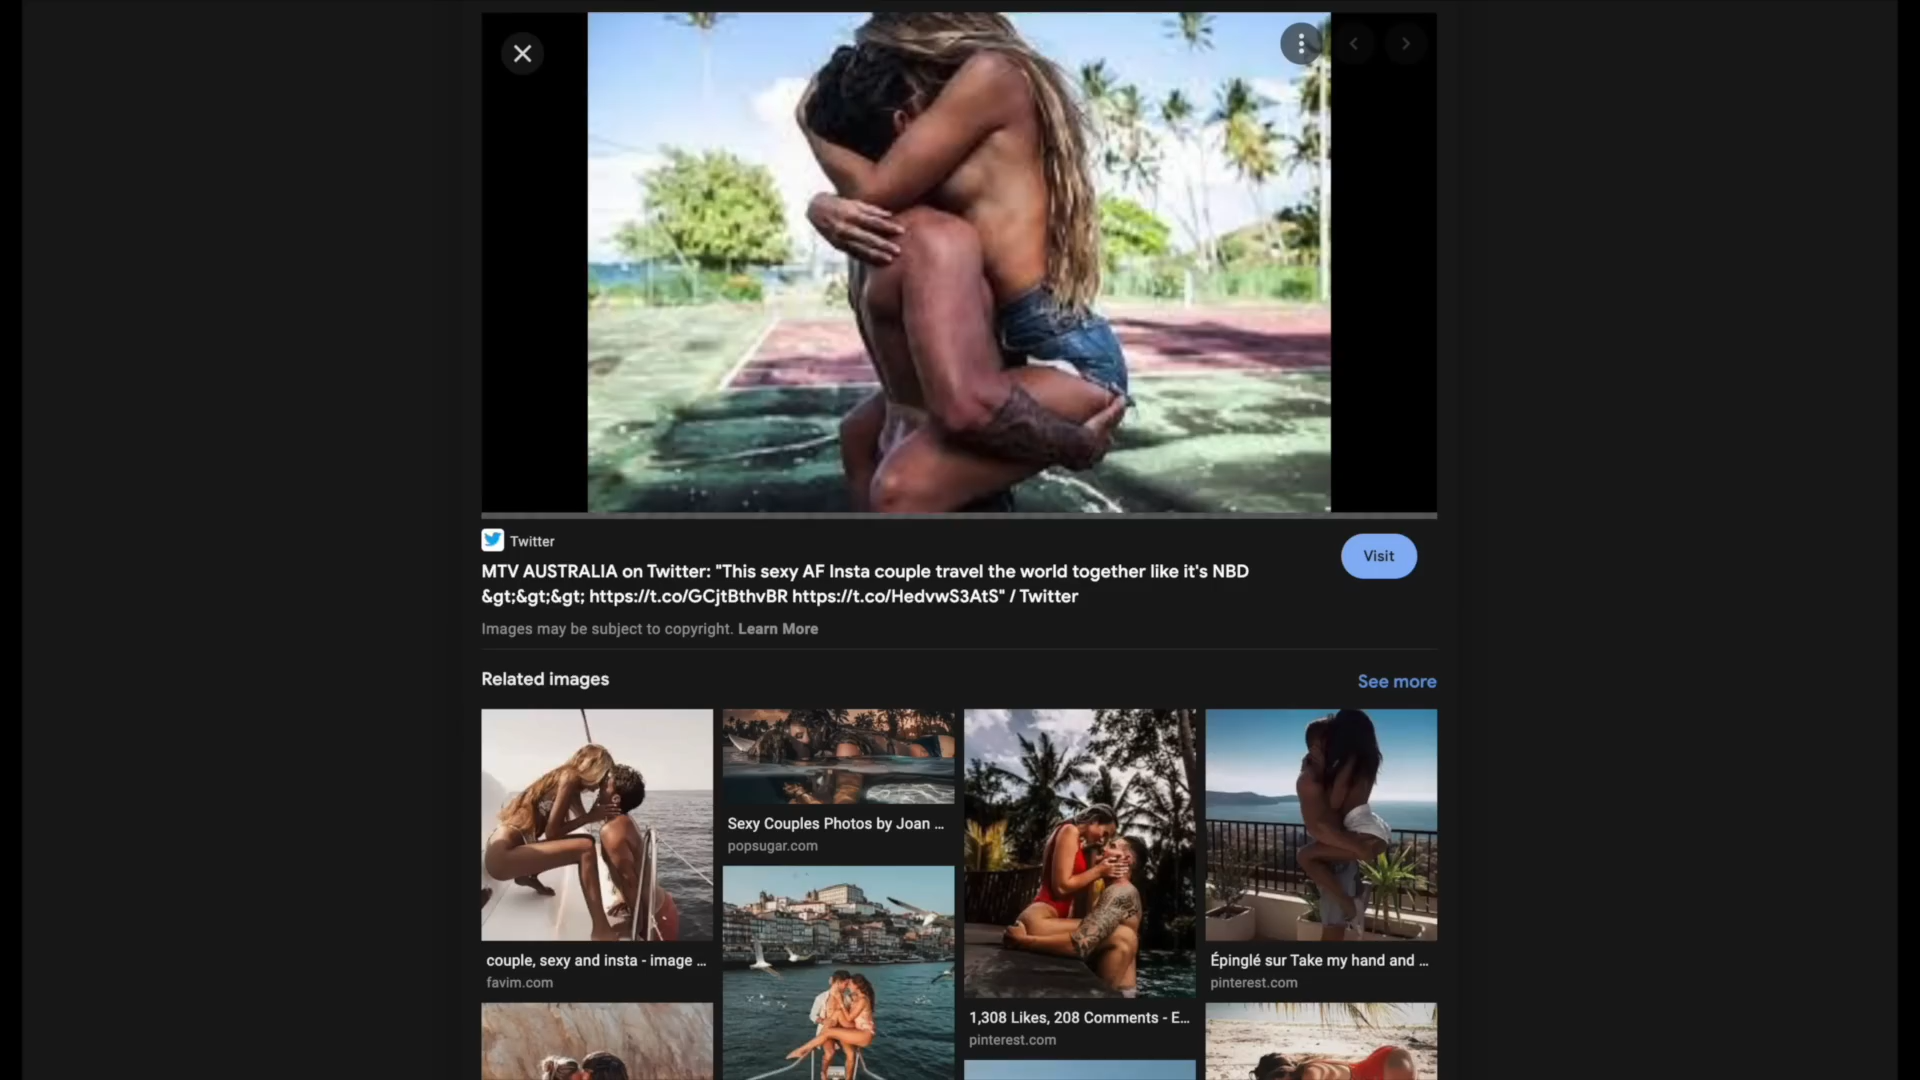 Twitter
Visit
MTV AUSTRALIA on Twitter: "This sexy AF Insta couple travel the world together like it's NBD
&gt;&gt;&gt; https://t.co/GCjtBthvBR https://t.co/HedvwS3AtS" / Twitter
Images may be subject to copyright. Learn More
Related images
See more
Sexy Couples Photos by Joan ...
popsugar.com
couple, sexy and insta - image ...
favim.com
Épinglé sur Take my hand and ...
pinterest.com
1,308 Likes, 208 Comments - E...
pinterest.com